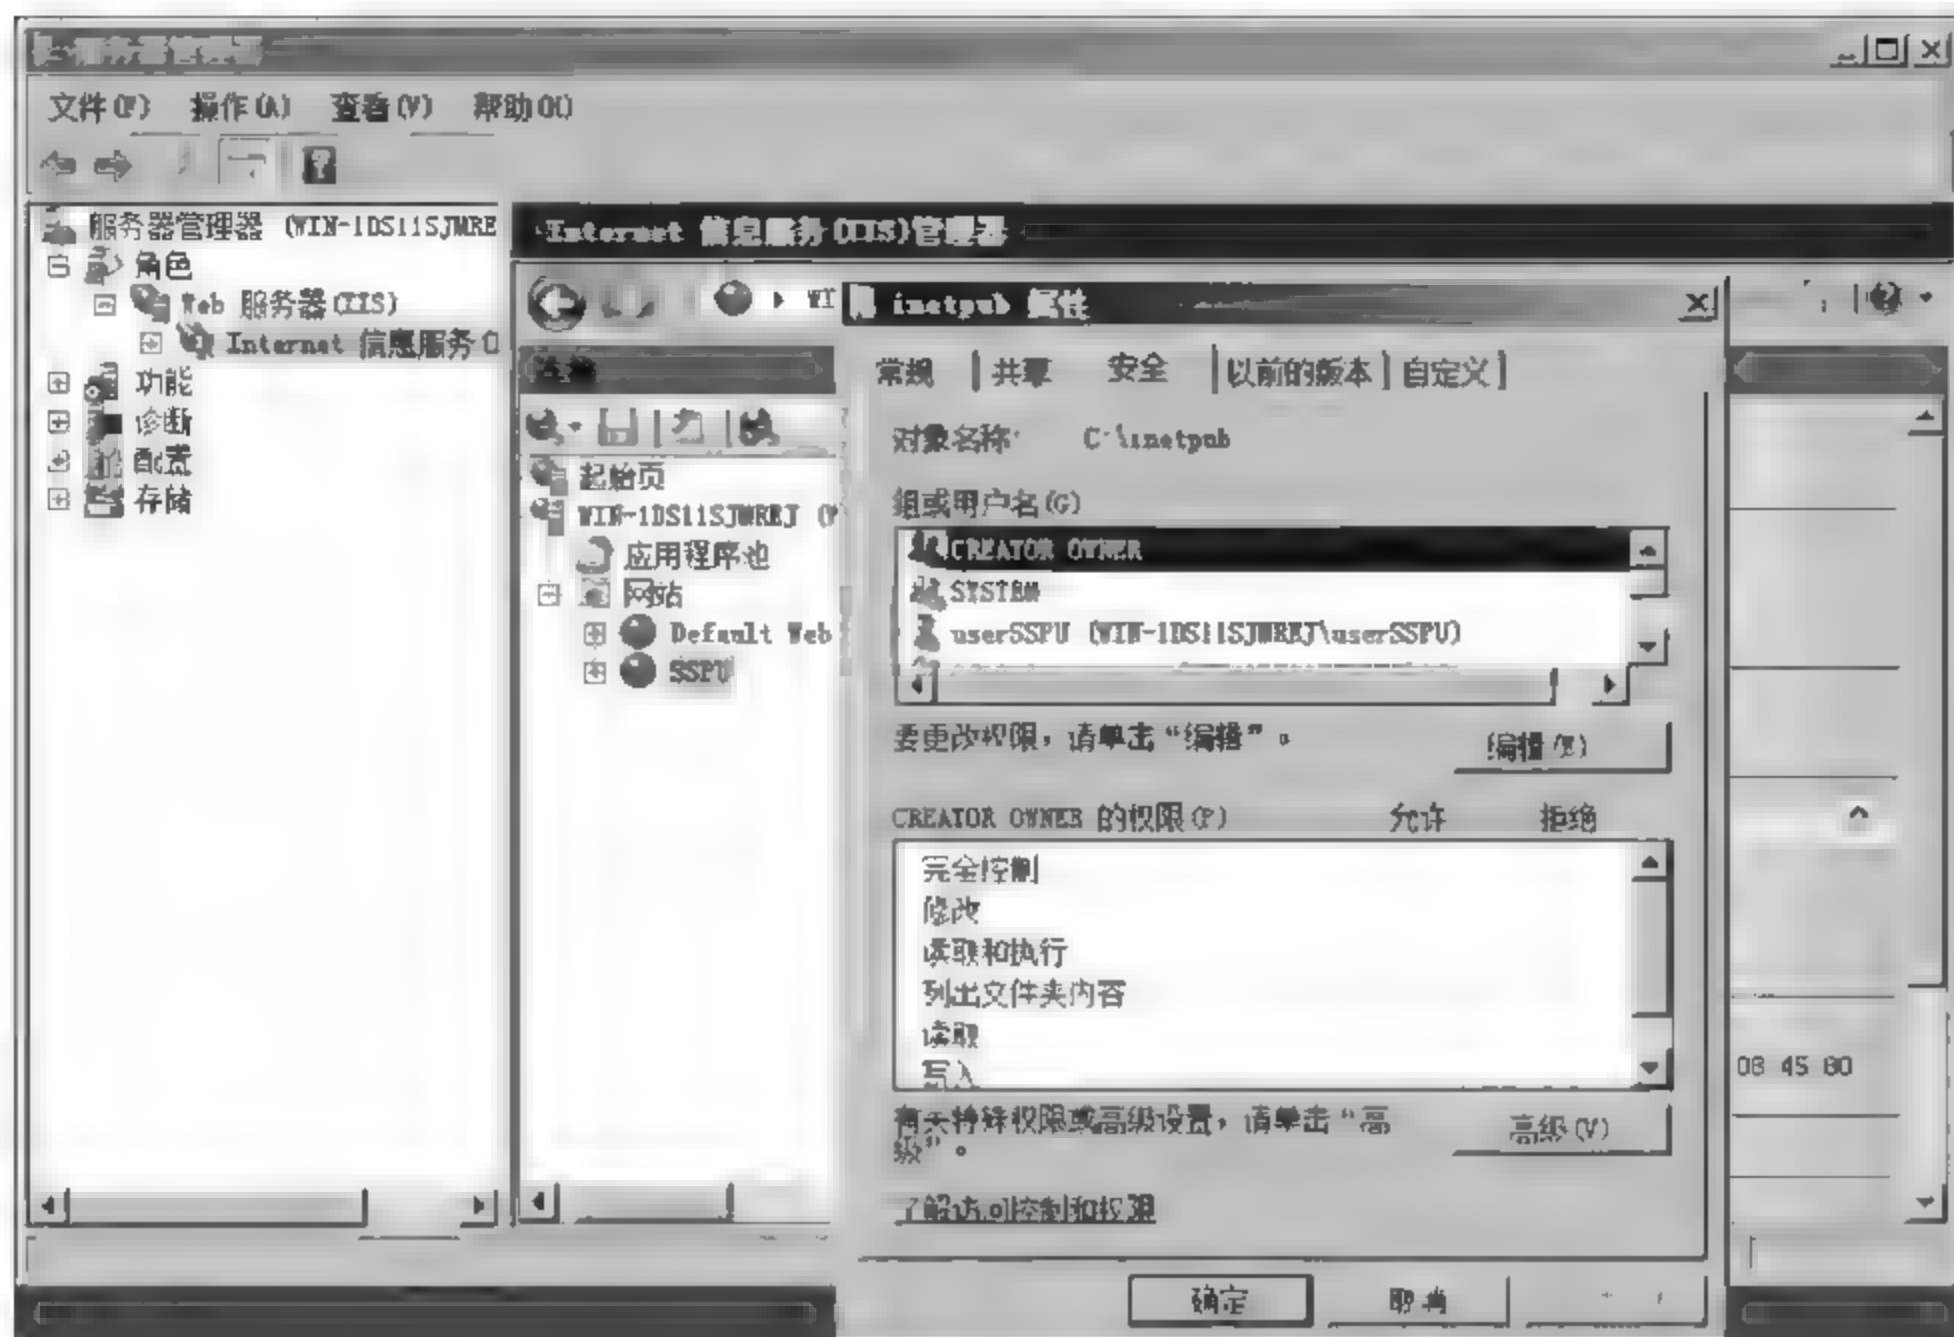 服务器管理器
文件(F) 操作(A) 查看(V) 帮助(H)
服务器管理器 (WIN-1DS11SJWRE
角色
Web 服务器(IIS)
Internet 信息服务(I
功能
诊断
配置
存储
Internet 信息服务(IIS)管理器
WI
连接
起始页
WIN-1DS11SJWREJ (W
应用程序池
网站
Default Web
SSPU
inetpub 属性
常规 共享 安全 以前的版本 自定义
对象名称: C:\inetpub
组或用户名(G)
CREATOR OWNER
SYSTEM
userSSPU (WIN-1DS11SJWREJ\userSSPU)
要更改权限，请单击“编辑”。
编辑(E)
CREATOR OWNER 的权限(P) 允许 拒绝
完全控制
修改
读取和执行
列出文件夹内容
读取
写入
有关特殊权限或高级设置，请单击“高
级”。
高级(V)
了解访问控制和权限
确定 取消
08 45 80